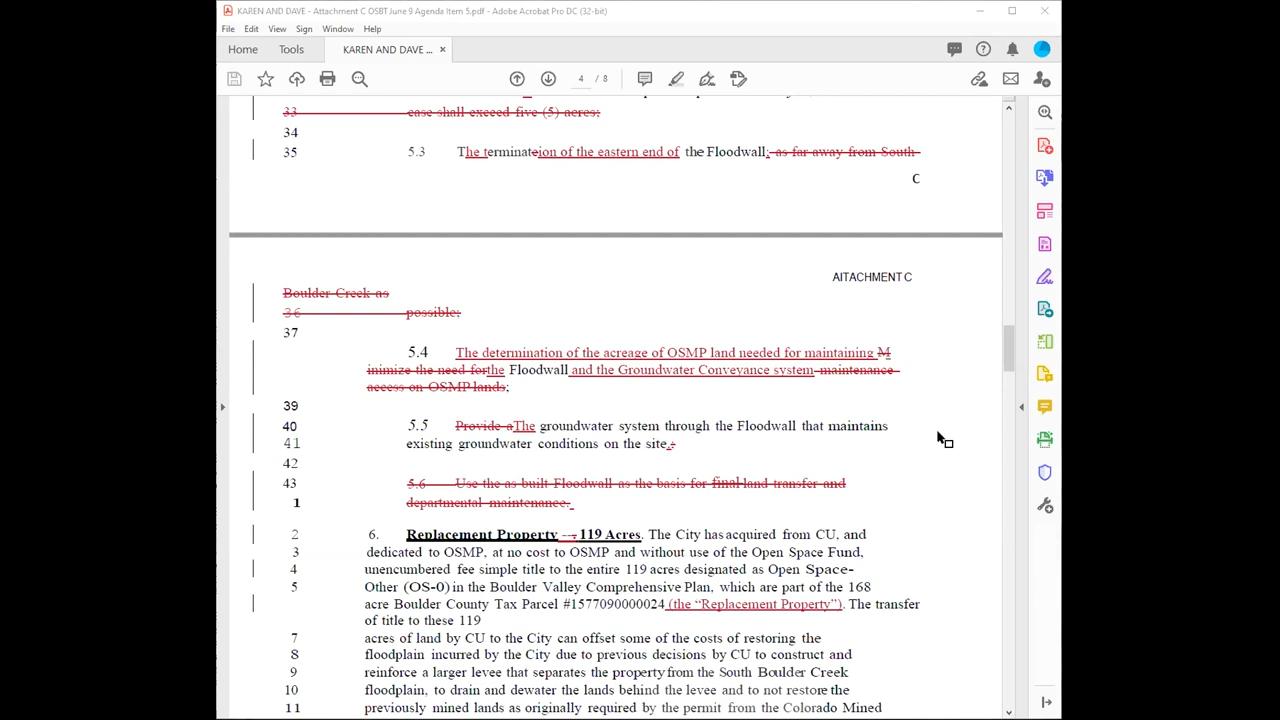 KAREN AND DAVE - Attachment C OSBT June 9 Agenda Item 5.pdf - Adobe Acrobat Pro DC (32-bit)
File Edit View Sign Window Help
Home Tools KAREN AND DAVE ... ×
4 / 8
33 case shall exceed five (5) acres;
34
35 5.3 The terminateion of the eastern end of the Floodwall; as far away from South
C
AITACHMENT C
Boulder Creek as
36 possible;
37
5.4 The determination of the acreage of OSMP land needed for maintaining M
inimize the need forthe Floodwall and the Groundwater Conveyance system maintenance
access on OSMP lands;
39
40 5.5 Provide aThe groundwater system through the Floodwall that maintains
41 existing groundwater conditions on the site.;
42
43 5.6 Use the as built Floodwall as the basis for final land transfer and
1 departmental maintenance.
2 6. Replacement Property – 119 Acres. The City has acquired from CU, and
3 dedicated to OSMP, at no cost to OSMP and without use of the Open Space Fund,
4 unencumbered fee simple title to the entire 119 acres designated as Open Space-
5 Other (OS-0) in the Boulder Valley Comprehensive Plan, which are part of the 168
acre Boulder County Tax Parcel #1577090000024 (the “Replacement Property”). The transfer
of title to these 119
7 acres of land by CU to the City can offset some of the costs of restoring the
8 floodplain incurred by the City due to previous decisions by CU to construct and
9 reinforce a larger levee that separates the property from the South Boulder Creek
10 floodplain, to drain and dewater the lands behind the levee and to not restore the
11 previously mined lands as originally required by the permit from the Colorado Mined